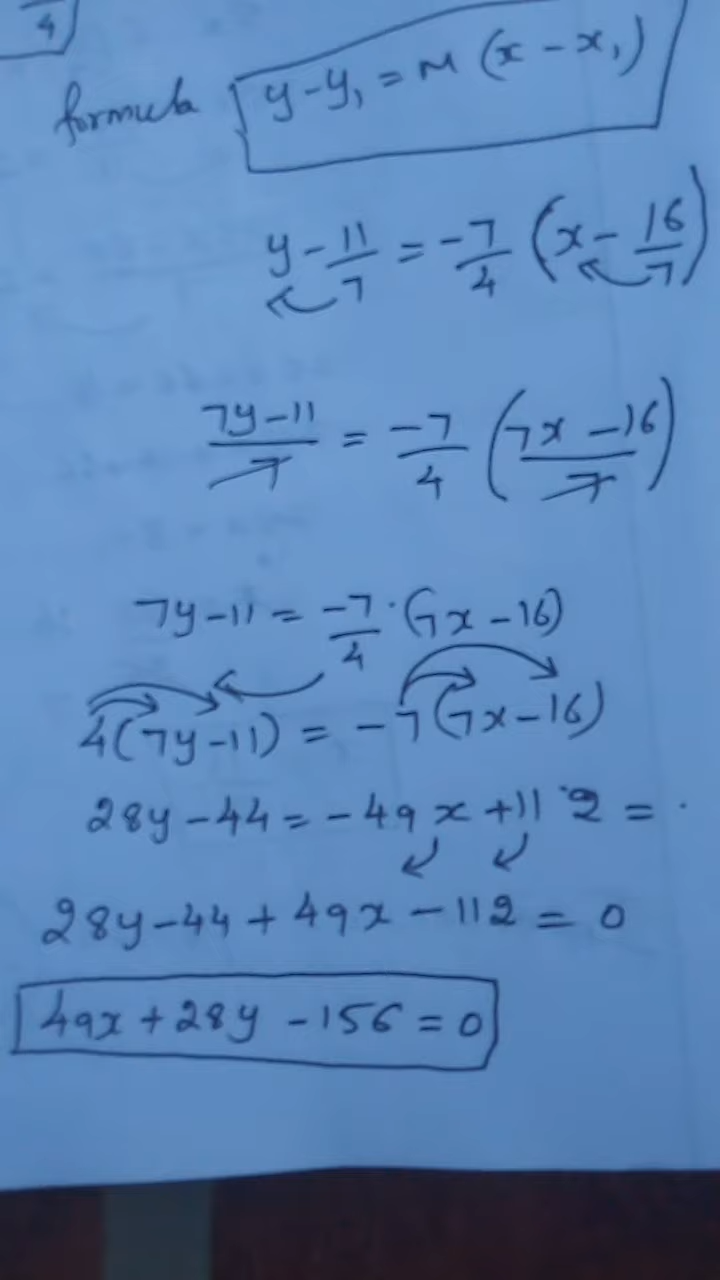 4
formula y-y₁ = M (x - x₁)
y - 11/7 = -7/4 (x - 16/7)
7y-11/7 = -7/4 (7x -16/7)
7y-11 = -7/4 · (7x -16)
4(7y-11) = -7(7x-16)
28y -44 = -49x +112 = ·
28y-44 + 49x -112 = 0
49x + 28y -156 = 0